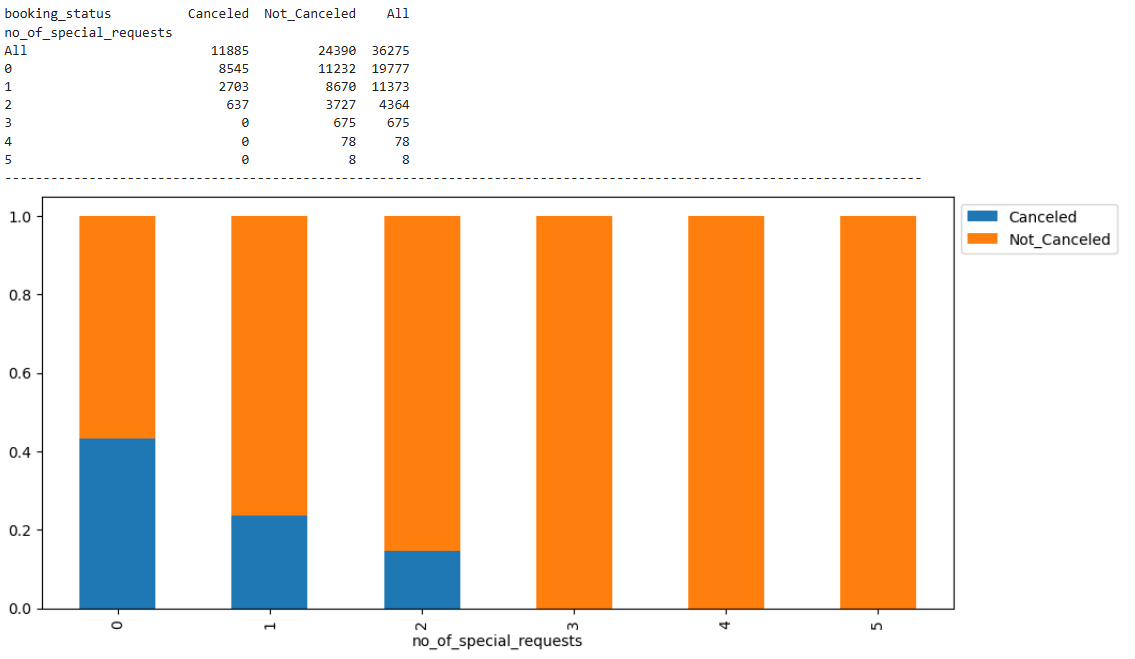 booking_status Canceled Not_Canceled All
no_of_special_requests
All 11885 24390 36275
0 8545 11232 19777
1 2703 8670 11373
2 637 3727 4364
3 0 675 675
4 0 78 78
5 0 8 8
1.0
0.8
0.6
0.4
0.2
0.0
0 1 2 3 4 5
no_of_special_requests
Canceled
Not_Canceled